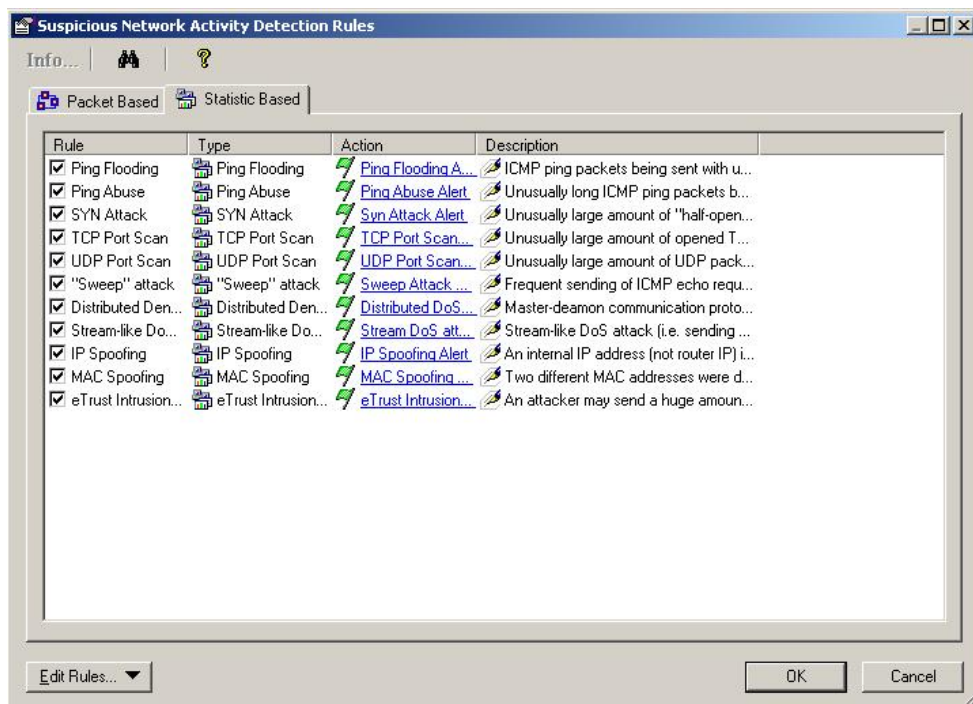 Suspicious Network Activity Detection Rules
Info...
Packet Based Statistic Based
Rule Type Action Description
Ping Flooding Ping Flooding Ping Flooding A... ICMP ping packets being sent with u...
Ping Abuse Ping Abuse Ping Abuse Alert Unusually long ICMP ping packets b...
SYN Attack SYN Attack Syn Attack Alert Unusually large amount of "half-open...
TCP Port Scan TCP Port Scan TCP Port Scan... Unusually large amount of opened T...
UDP Port Scan UDP Port Scan UDP Port Scan... Unusually large amount of UDP pack...
"Sweep" attack "Sweep" attack Sweep Attack ... Frequent sending of ICMP echo requ...
Distributed Den... Distributed Den... Distributed DoS... Master-deamon communication proto...
Stream-like Do... Stream-like Do... Stream DoS att... Stream-like DoS attack (i.e. sending ...
IP Spoofing IP Spoofing IP Spoofing Alert An internal IP address (not router IP) i...
MAC Spoofing MAC Spoofing MAC Spoofing ... Two different MAC addresses were d...
eTrust Intrusion... eTrust Intrusion... eTrust Intrusion... An attacker may send a huge amoun...
Edit Rules... OK Cancel